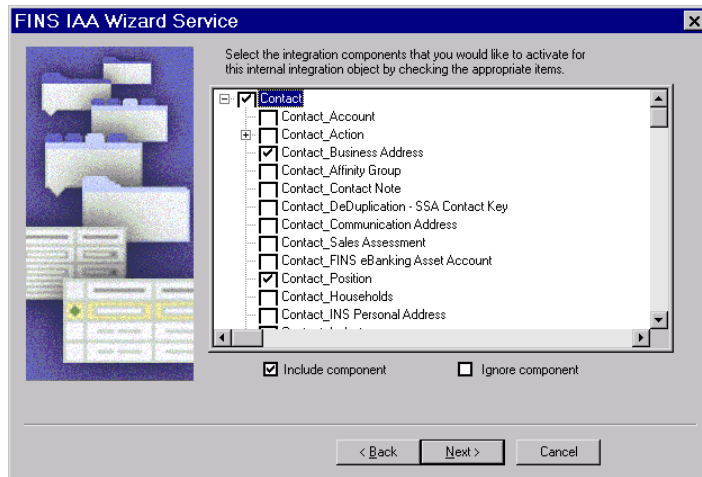 FINS IAA Wizard Service
Select the integration components that you would like to activate for
this internal integration object by checking the appropriate items.
Contact
Contact_Account
Contact_Action
Contact_Business Address
Contact_Affinity Group
Contact_Contact Note
Contact_DeDuplication - SSA Contact Key
Contact_Communication Address
Contact_Sales Assessment
Contact_FINS eBanking Asset Account
Contact_Position
Contact_Households
Contact_INS Personal Address
Include component
Ignore component
< Back
Next >
Cancel